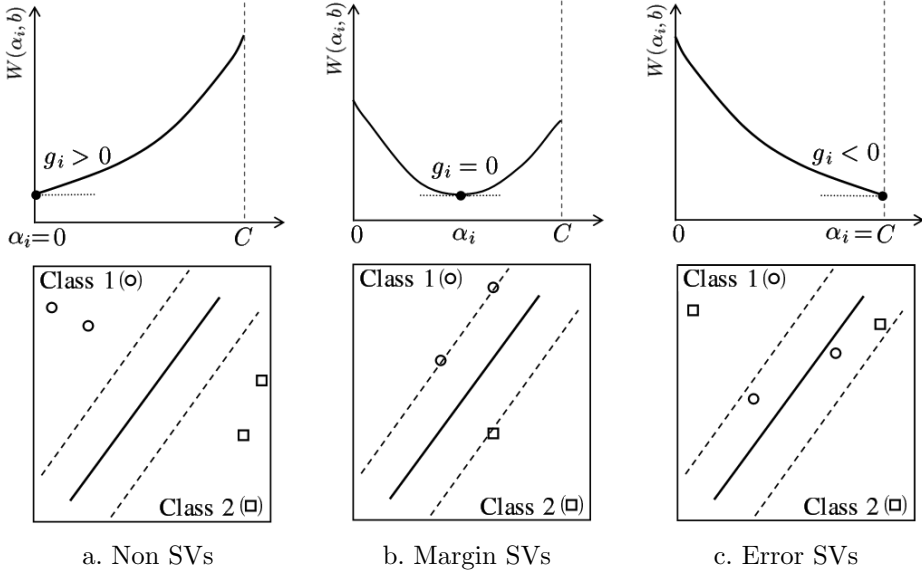 W(αᵢ, b)
gᵢ > 0
αᵢ=0
C
W(αᵢ, b)
gᵢ = 0
0
αᵢ
C
W(αᵢ, b)
gᵢ < 0
0
αᵢ=C
Class 1(○)
Class 2(□)
Class 1(○)
Class 2(□)
Class 1(○)
Class 2(□)
a. Non SVs
b. Margin SVs
c. Error SVs